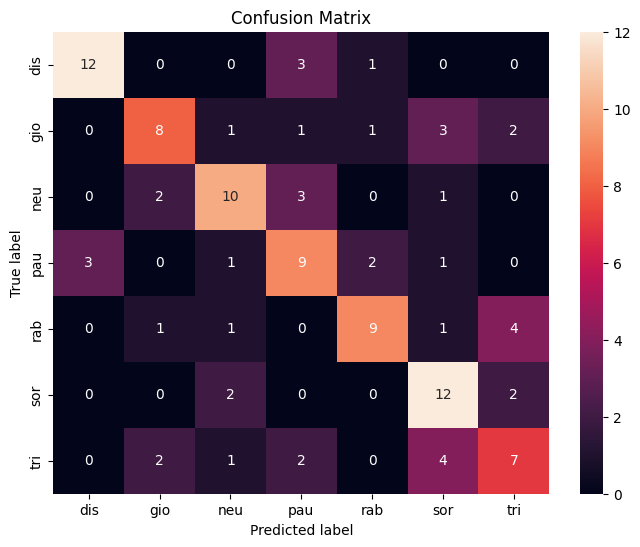 Confusion Matrix
True label
dis 12 0 0 3 1 0 0
gio 0 8 1 1 1 3 2
neu 0 2 10 3 0 1 0
pau 3 0 1 9 2 1 0
rab 0 1 1 0 9 1 4
sor 0 0 2 0 0 12 2
tri 0 2 1 2 0 4 7
dis gio neu pau rab sor tri
Predicted label
12
10
8
6
4
2
0